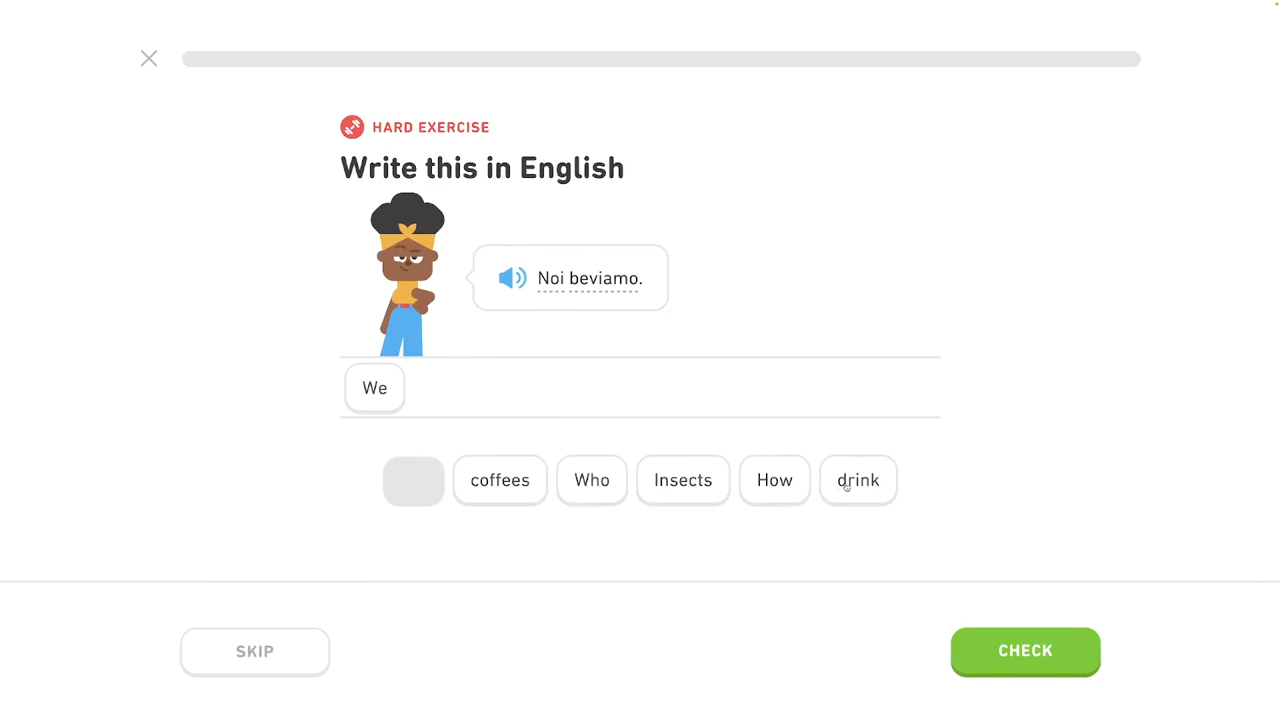 HARD EXERCISE
Write this in English
Noi beviamo.
We
coffees Who Insects How drink
SKIP CHECK